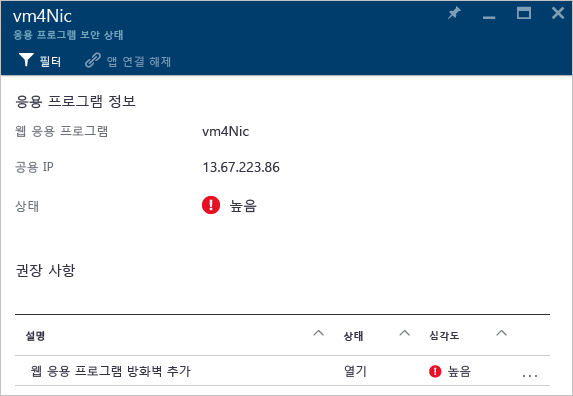 vm4Nic
응용 프로그램 보안 상태
필터 앱 연결 해제
응용 프로그램 정보
웹 응용 프로그램 vm4Nic
공용 IP 13.67.223.86
상태 높음
권장 사항
설명 상태 심각도
웹 응용 프로그램 방화벽 추가 열기 높음 ...